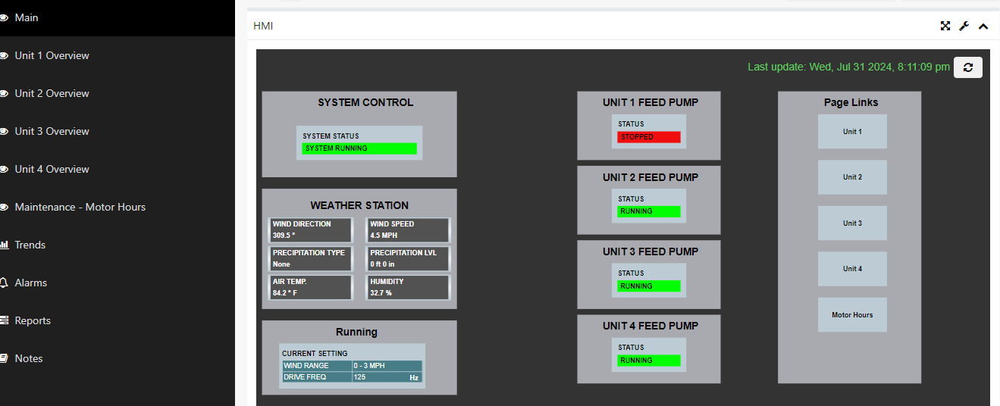 Main
Unit 1 Overview
Unit 2 Overview
Unit 3 Overview
Unit 4 Overview
Maintenance - Motor Hours
Trends
Alarms
Reports
Notes
HMI
Last update: Wed, Jul 31 2024, 8:11:09 pm
SYSTEM CONTROL
SYSTEM STATUS
SYSTEM RUNNING
WEATHER STATION
WIND DIRECTION
309.5 °
WIND SPEED
4.5 MPH
PRECIPITATION TYPE
None
PRECIPITATION LVL
0 ft 0 in
AIR TEMP.
84.2 ° F
HUMIDITY
32.7 %
Running
CURRENT SETTING
WIND RANGE 0 - 3 MPH
DRIVE FREQ 125 Hz
UNIT 1 FEED PUMP
STATUS
STOPPED
UNIT 2 FEED PUMP
STATUS
RUNNING
UNIT 3 FEED PUMP
STATUS
RUNNING
UNIT 4 FEED PUMP
STATUS
RUNNING
Page Links
Unit 1
Unit 2
Unit 3
Unit 4
Motor Hours